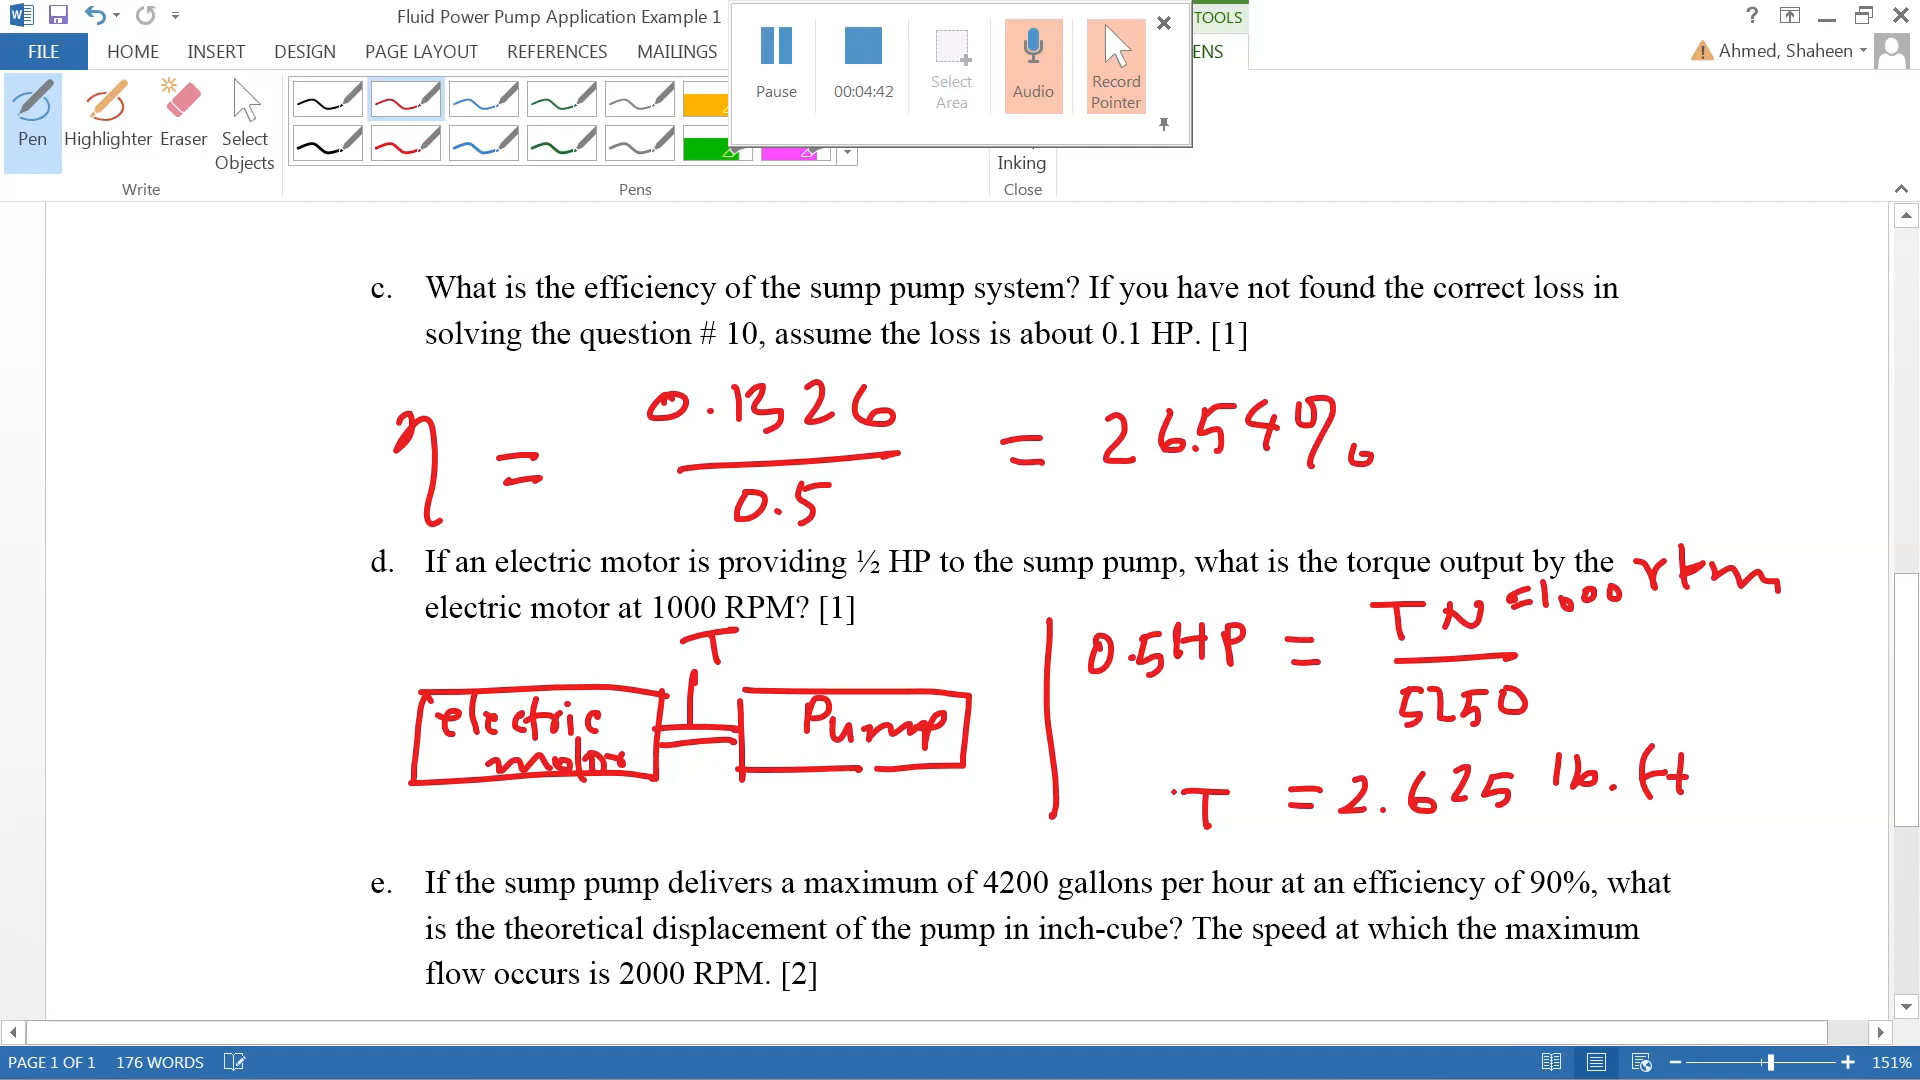 Fluid Power Pump Application Example 1
TOOLS
FILE HOME INSERT DESIGN PAGE LAYOUT REFERENCES MAILINGS
ENS
Ahmed, Shaheen
Pause
00:04:42
Select Area
Audio
Record Pointer
Pen
Highlighter
Eraser
Select Objects
Inking
Write
Pens
Close
c. What is the efficiency of the sump pump system? If you have not found the correct loss in
solving the question # 10, assume the loss is about 0.1 HP. [1]
η = 0.1326 / 0.5 = 26.54%
d. If an electric motor is providing ½ HP to the sump pump, what is the torque output by the
electric motor at 1000 RPM? [1]
T
electric motor
Pump
0.5 HP = T N =1000 rpm / 5250
T = 2.625 lb.ft
e. If the sump pump delivers a maximum of 4200 gallons per hour at an efficiency of 90%, what
is the theoretical displacement of the pump in inch-cube? The speed at which the maximum
flow occurs is 2000 RPM. [2]
PAGE 1 OF 1 176 WORDS
151%